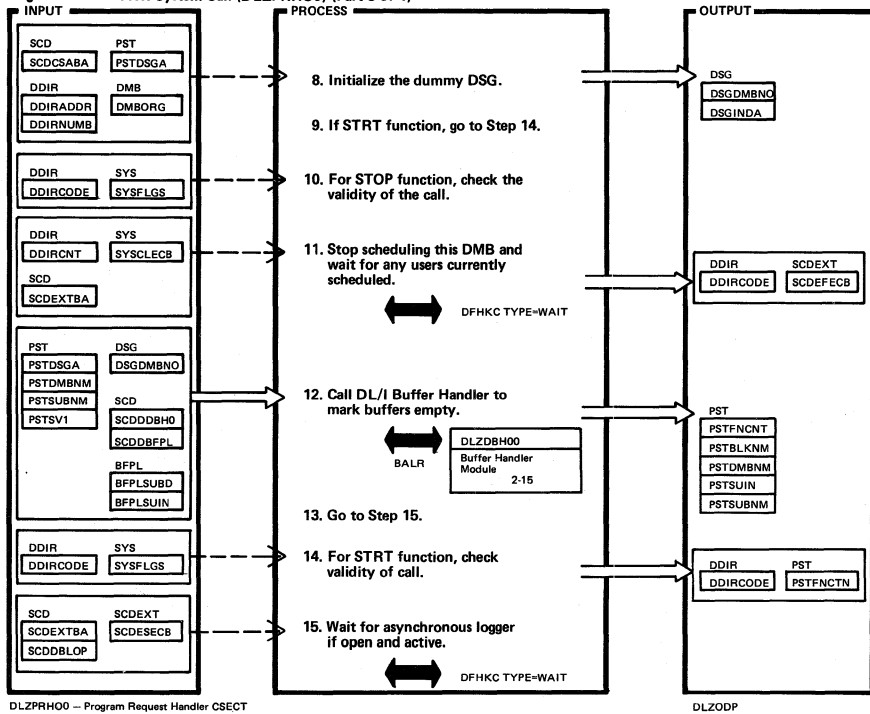 INPUT
PROCESS
OUTPUT
SCD PST
SCDCSABA PSTDSGA
DDIR DMB
DDIRADDR DMBORG
DDIRNUMB
8. Initialize the dummy DSG.
9. If STRT function, go to Step 14.
DSG
DSGDMBNO
DSGINDA
DDIR SYS
DDIRCODE SYSFLGS
10. For STOP function, check the
validity of the call.
DDIR SYS
DDIRCNT SYSCLECB
SCD
SCDEXTBA
11. Stop scheduling this DMB and
wait for any users currently
scheduled.
DFHKC TYPE=WAIT
DDIR SCDEXT
DDIRCODE SCDEFECB
PST DSG
PSTDSGA DSGDMBNO
PSTDMBNM
PSTSUBNM SCD
PSTSV1 SCDDDBH0
SCDDBFPL
BFPL
BFPLSUBD
BFPLSUIN
12. Call DL/I Buffer Handler to
mark buffers empty.
BALR
DLZDBH00
Buffer Handler
Module
2-15
PST
PSTFNCNT
PSTBLKNM
PSTDMBNM
PSTSUIN
PSTSUBNM
13. Go to Step 15.
DDIR SYS
DDIRCODE SYSFLGS
14. For STRT function, check
validity of call.
DDIR PST
DDIRCODE PSTFNCTN
SCD SCDEXT
SCDEXTBA SCDESECB
SCDDBLOP
15. Wait for asynchronous logger
if open and active.
DFHKC TYPE=WAIT
DLZPRHO0 – Program Request Handler CSECT
DLZODP